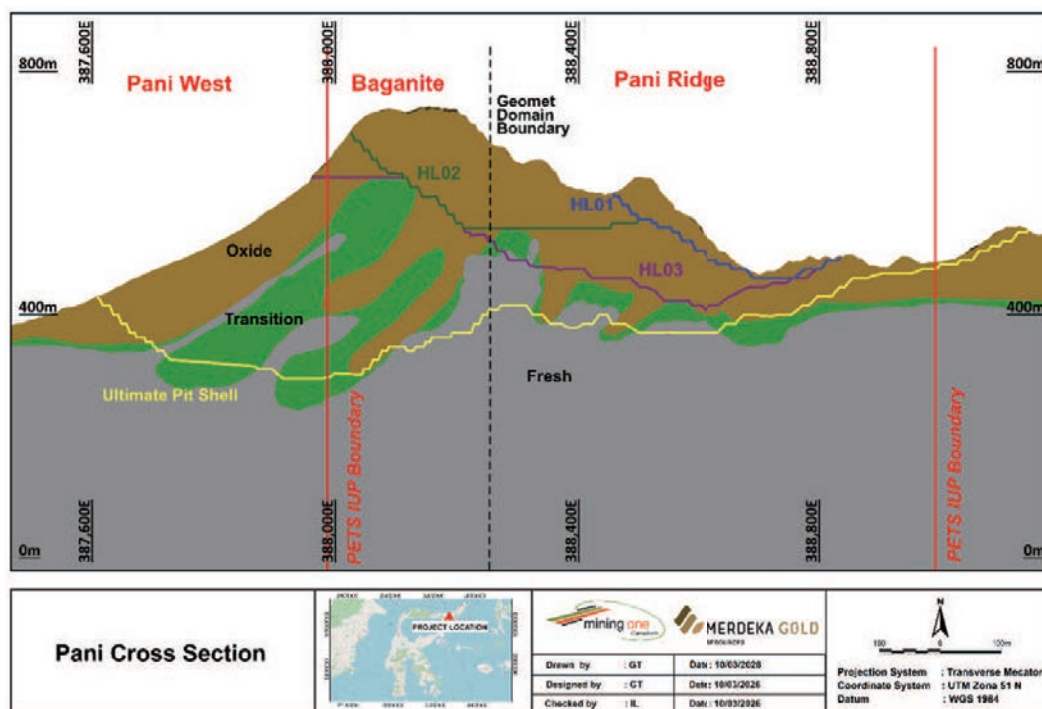 387,600E
388,000E
388,400E
388,800E
800m
800m
Pani West
Baganite
Pani Ridge
Geomet
Domain
Boundary
HL02
HL01
HL03
Oxide
400m
Transition
400m
Ultimate Pit Shell
Fresh
PETS IUP Boundary
PETS IUP Boundary
387,600E
388,000E
388,400E
388,800E
0m
0m
Pani Cross Section
PROJECT LOCATION
mining one
Consultants
MERDEKA GOLD
RESOURCES
Drawn by : GT Date: 10/03/2026
Designed by : GT Date: 10/03/2026
Checked by : IL Date: 10/03/2026
N
100 0 100m
Projection System : Transverse Mecator
Coordinate System : UTM Zona 51 N
Datum : WGS 1984